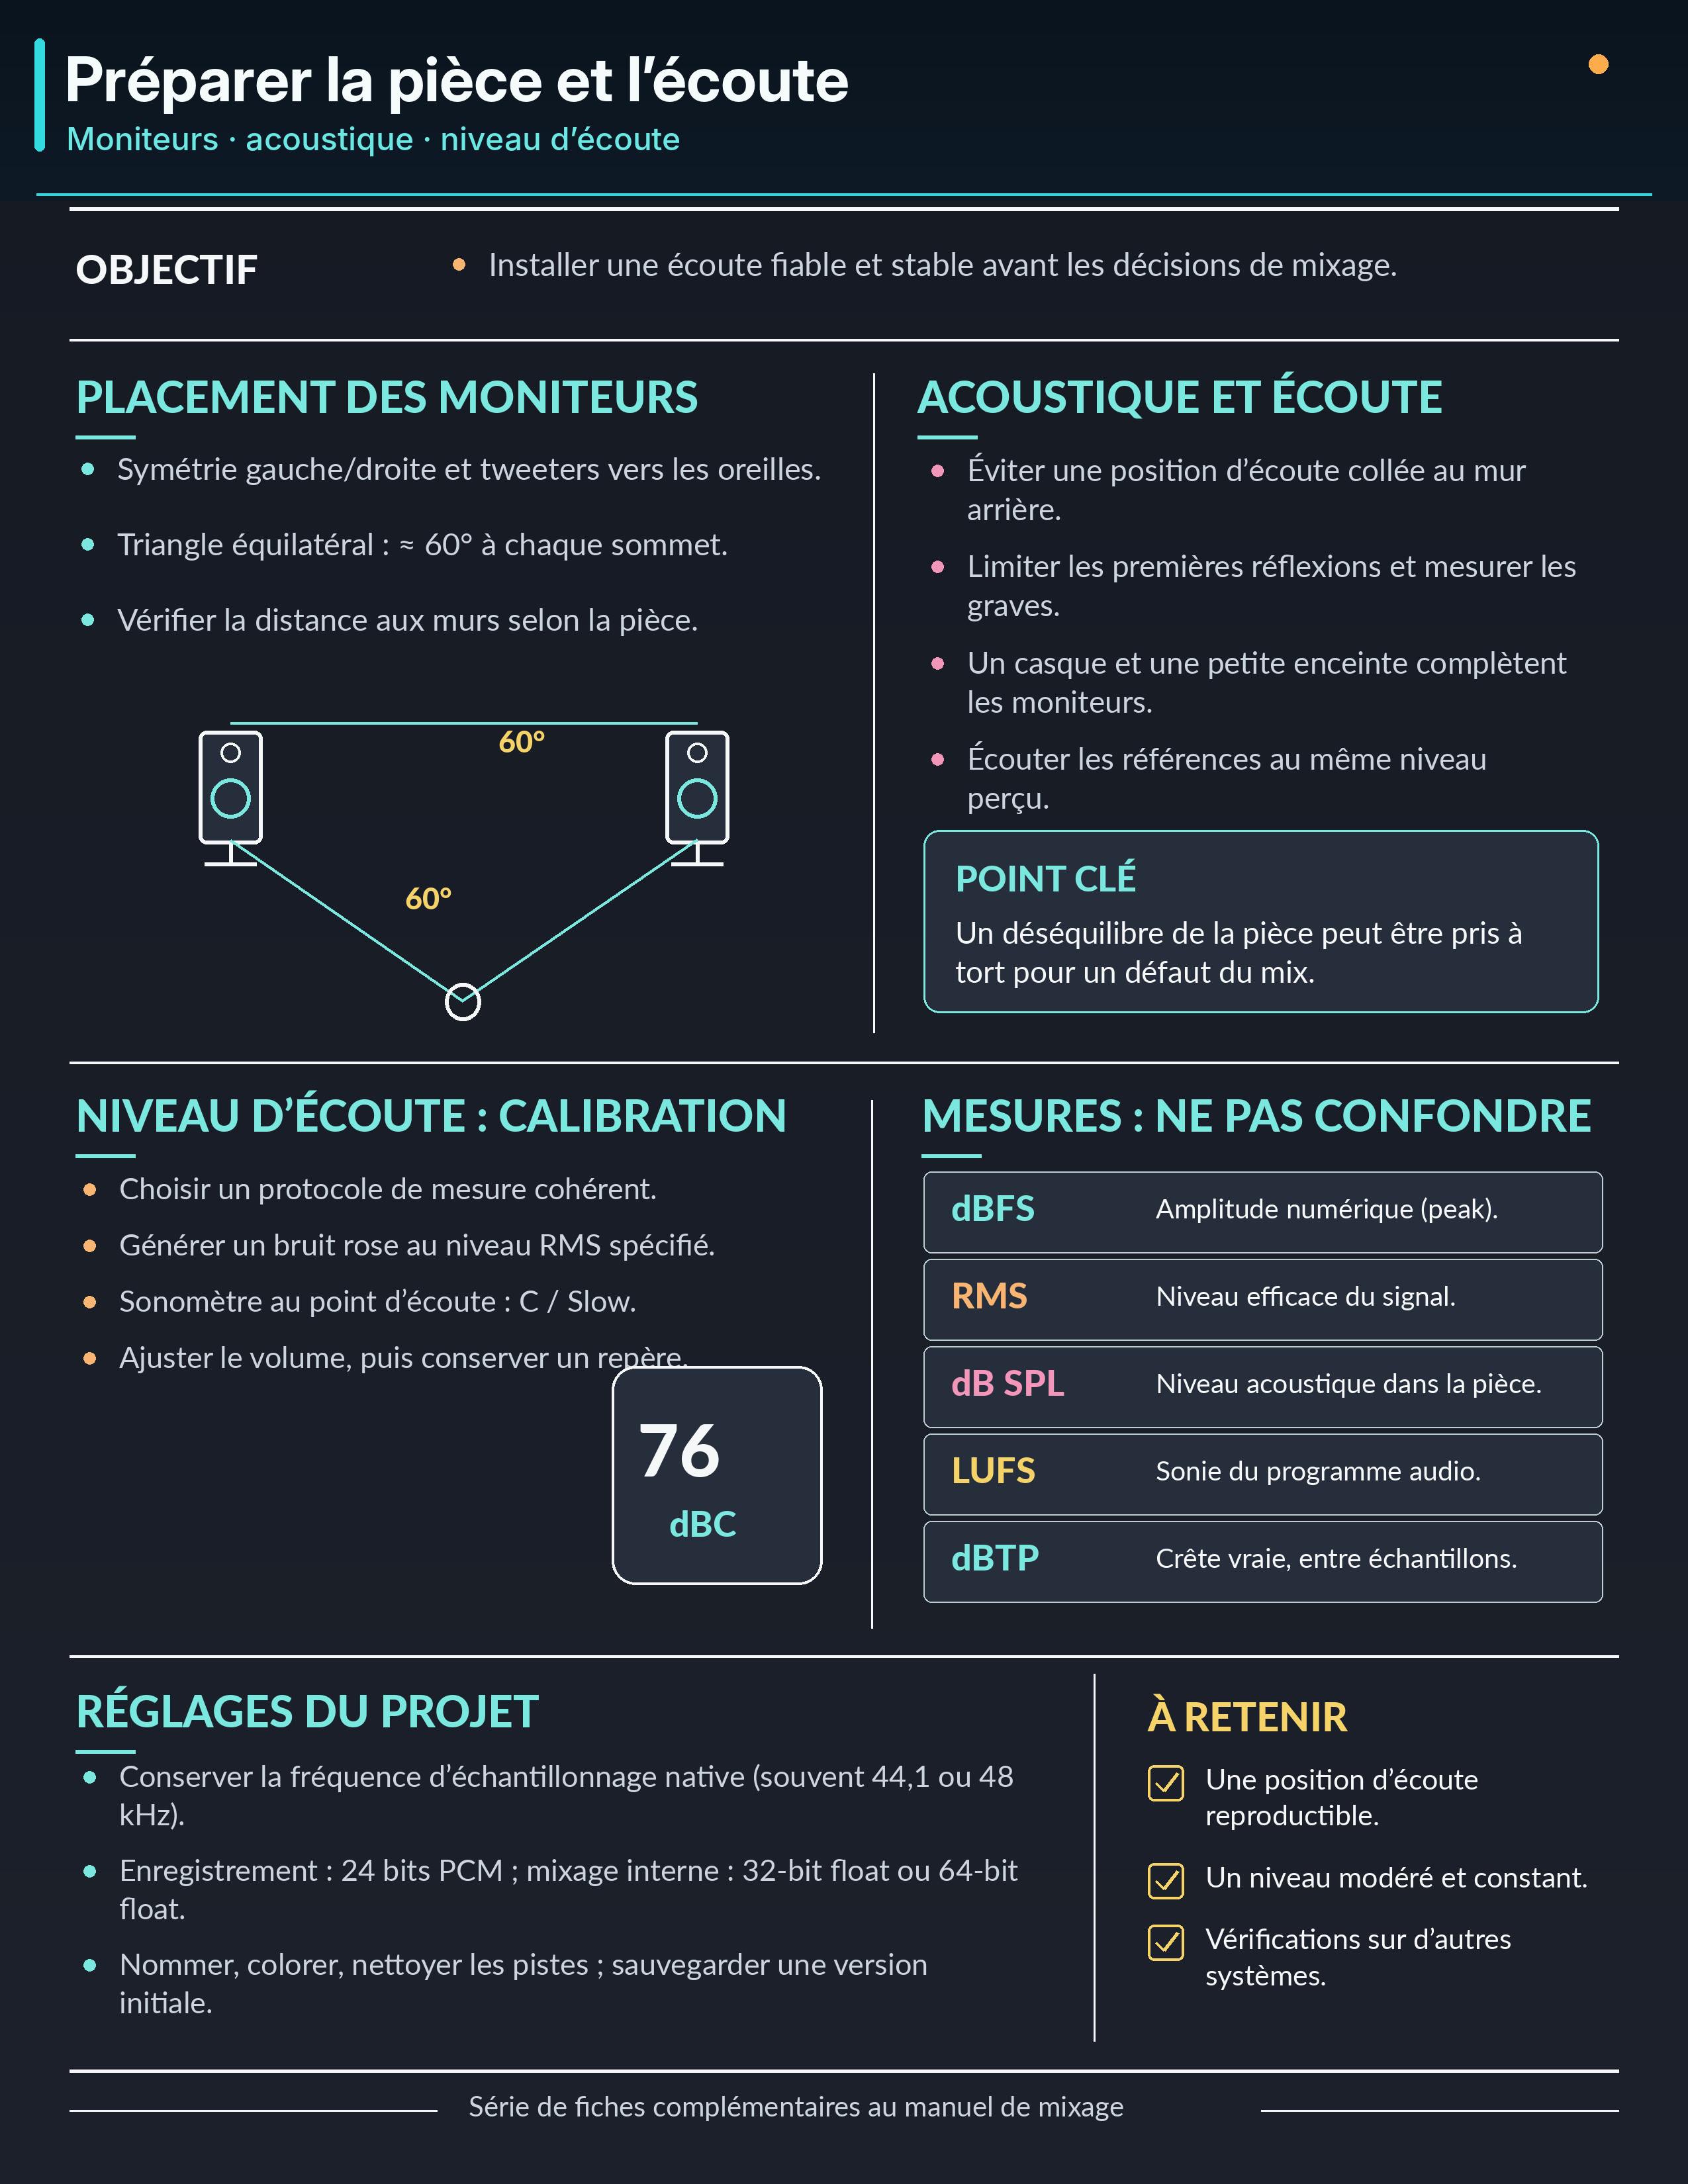 Préparer la pièce et l’écoute
Moniteurs · acoustique · niveau d’écoute
OBJECTIF
Installer une écoute fiable et stable avant les décisions de mixage.
PLACEMENT DES MONITEURS
Symétrie gauche/droite et tweeters vers les oreilles.
Triangle équilatéral : ≈ 60° à chaque sommet.
Vérifier la distance aux murs selon la pièce.
60°
60°
ACOUSTIQUE ET ÉCOUTE
Éviter une position d’écoute collée au mur
arrière.
Limiter les premières réflexions et mesurer les
graves.
Un casque et une petite enceinte complètent
les moniteurs.
Écouter les références au même niveau
perçu.
POINT CLÉ
Un déséquilibre de la pièce peut être pris à
tort pour un défaut du mix.
NIVEAU D’ÉCOUTE : CALIBRATION
Choisir un protocole de mesure cohérent.
Générer un bruit rose au niveau RMS spécifié.
Sonomètre au point d’écoute : C / Slow.
Ajuster le volume, puis conserver un repère.
76
dBC
MESURES : NE PAS CONFONDRE
dBFS Amplitude numérique (peak).
RMS Niveau efficace du signal.
dB SPL Niveau acoustique dans la pièce.
LUFS Sonie du programme audio.
dBTP Crête vraie, entre échantillons.
RÉGLAGES DU PROJET
Conserver la fréquence d’échantillonnage native (souvent 44,1 ou 48
kHz).
Enregistrement : 24 bits PCM ; mixage interne : 32-bit float ou 64-bit
float.
Nommer, colorer, nettoyer les pistes ; sauvegarder une version
initiale.
À RETENIR
Une position d’écoute
reproductible.
Un niveau modéré et constant.
Vérifications sur d’autres
systèmes.
Série de fiches complémentaires au manuel de mixage